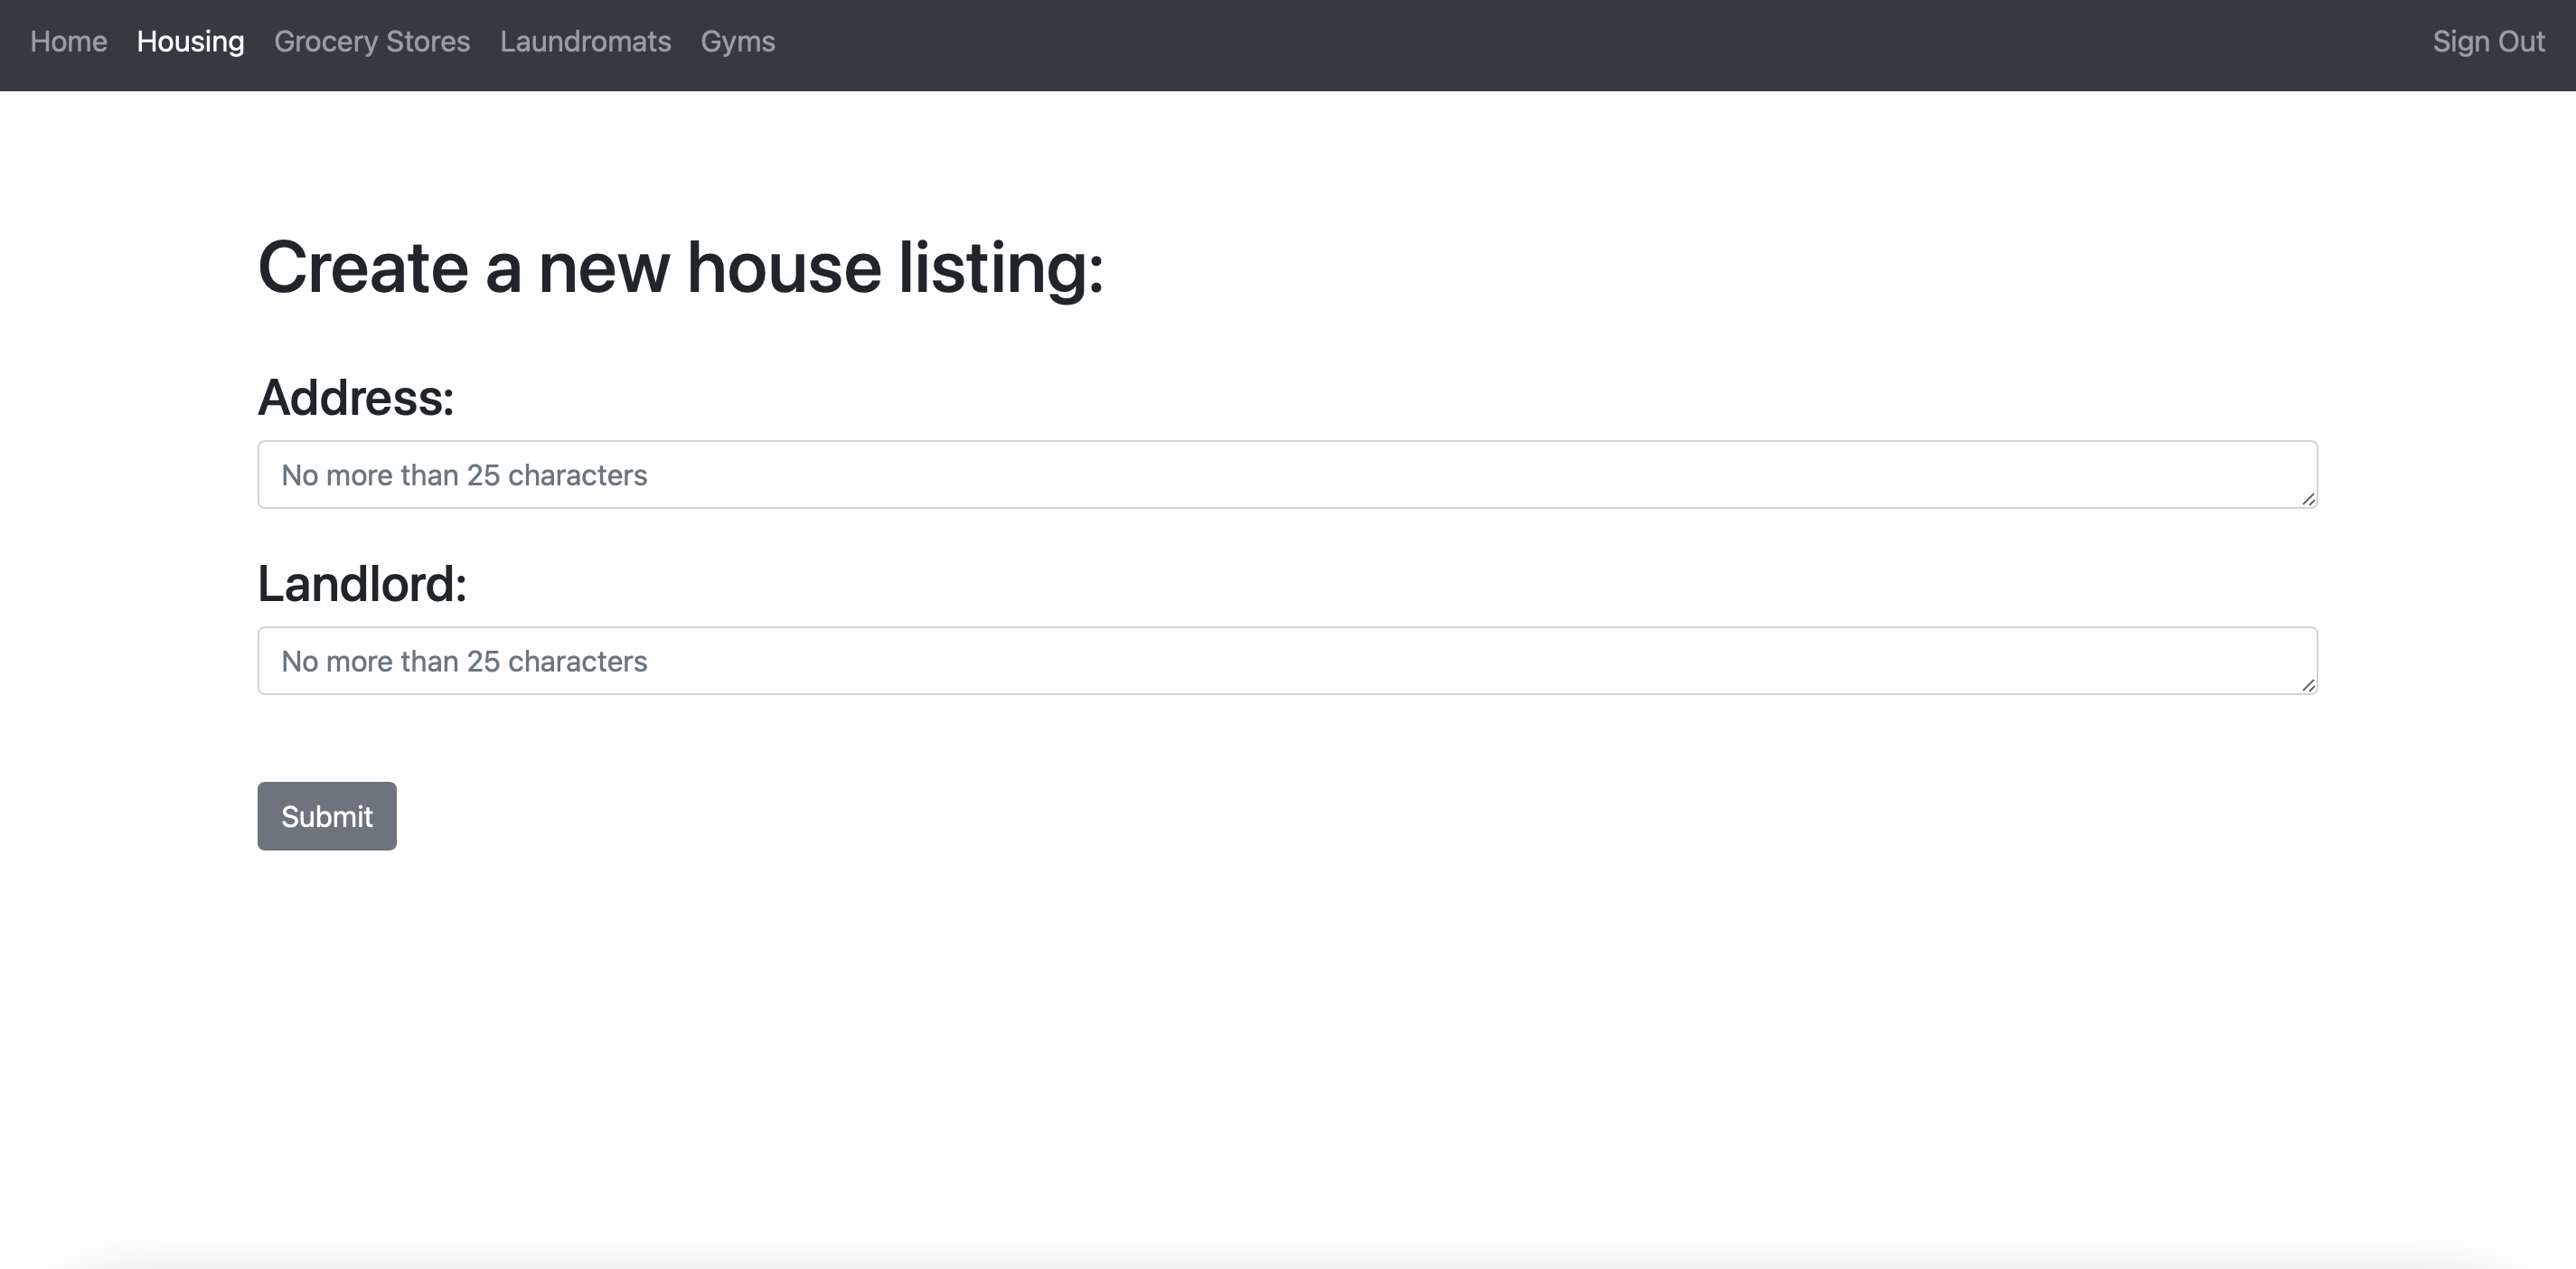 Home Housing Grocery Stores Laundromats Gyms Sign Out
Create a new house listing:
Address:
No more than 25 characters
Landlord:
No more than 25 characters
Submit